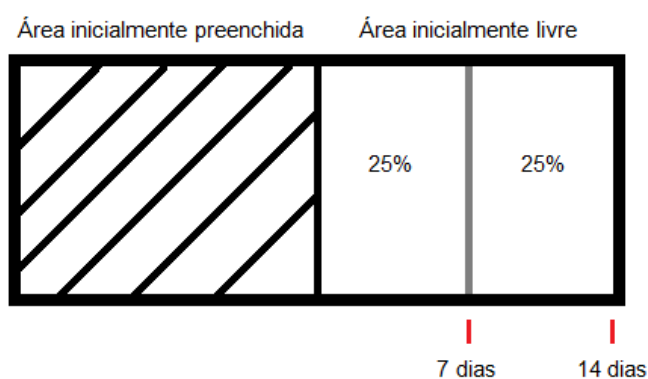 Área inicialmente preenchida Área inicialmente livre
25% 25%
7 dias 14 dias